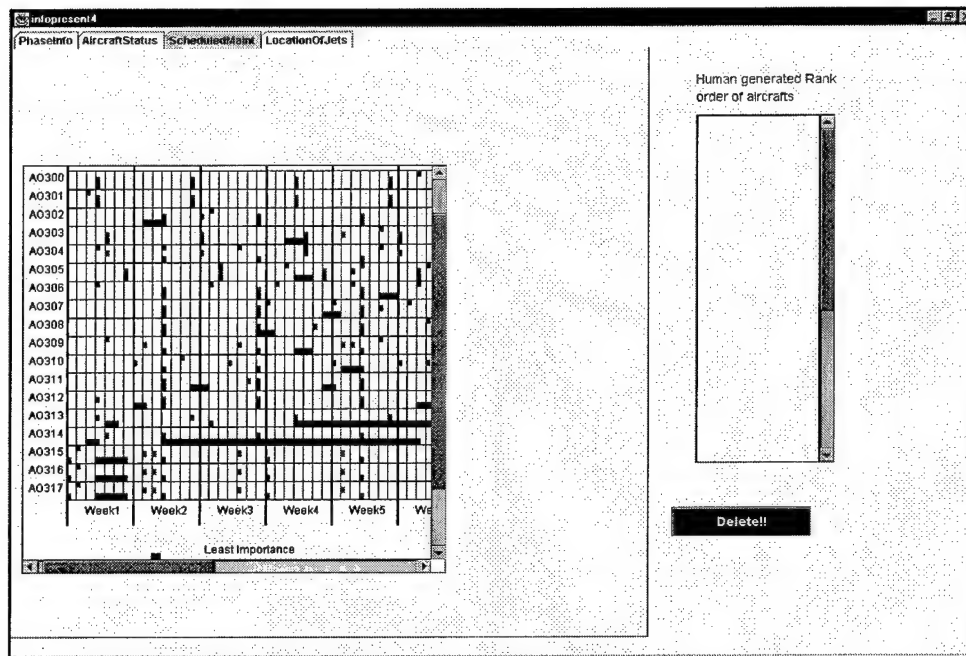 infopresent4
PhaseInfo AircraftStatus ScheduledMaint LocationOfJets
Human generated Rank
order of aircrafts
A0300
A0301
A0302
A0303
A0304
A0305
A0306
A0307
A0308
A0309
A0310
A0311
A0312
A0313
A0314
A0315
A0316
A0317
Week1 Week2 Week3 Week4 Week5 We
Least Importance
Delete!!